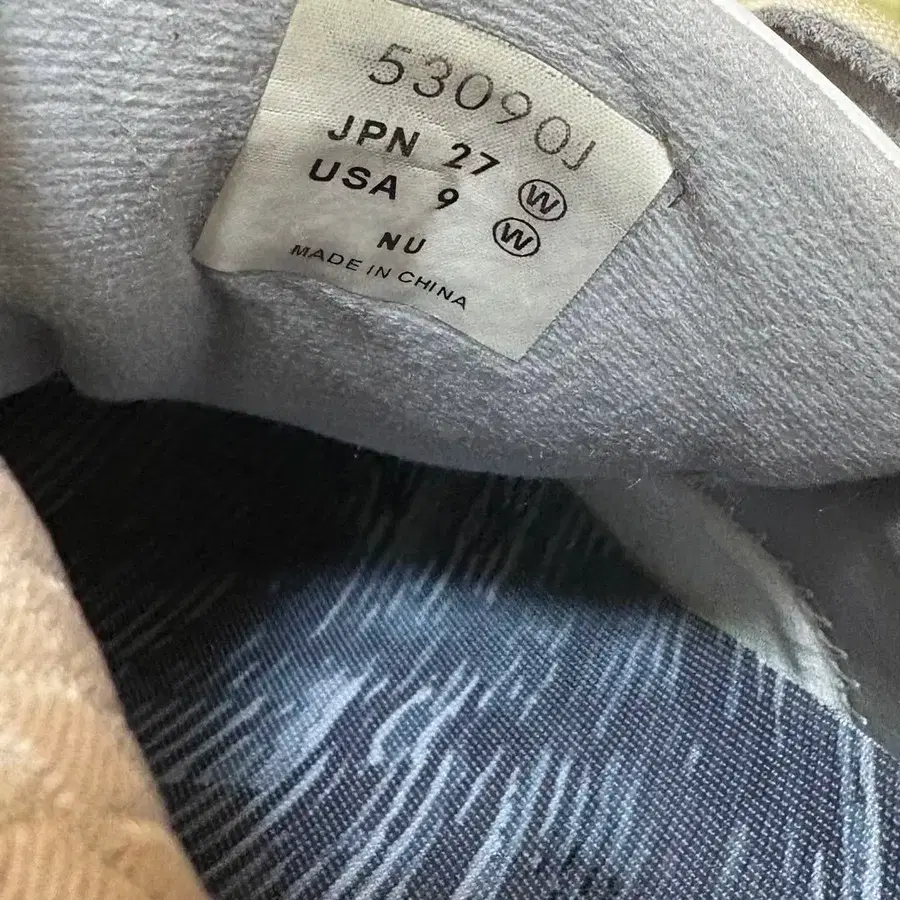 53090J
JPN 27 W
USA 9 W
NU
MADE IN CHINA